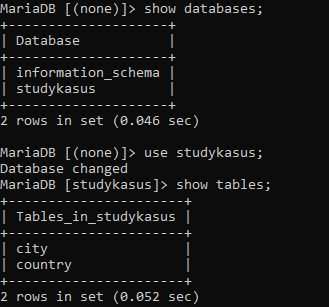 MariaDB [(none)]> show databases;
+--------------------+
| Database           |
+--------------------+
| information_schema |
| studykasus         |
+--------------------+
2 rows in set (0.046 sec)

MariaDB [(none)]> use studykasus;
Database changed
MariaDB [studykasus]> show tables;
+----------------------+
| Tables_in_studykasus |
+----------------------+
| city                 |
| country              |
+----------------------+
2 rows in set (0.052 sec)